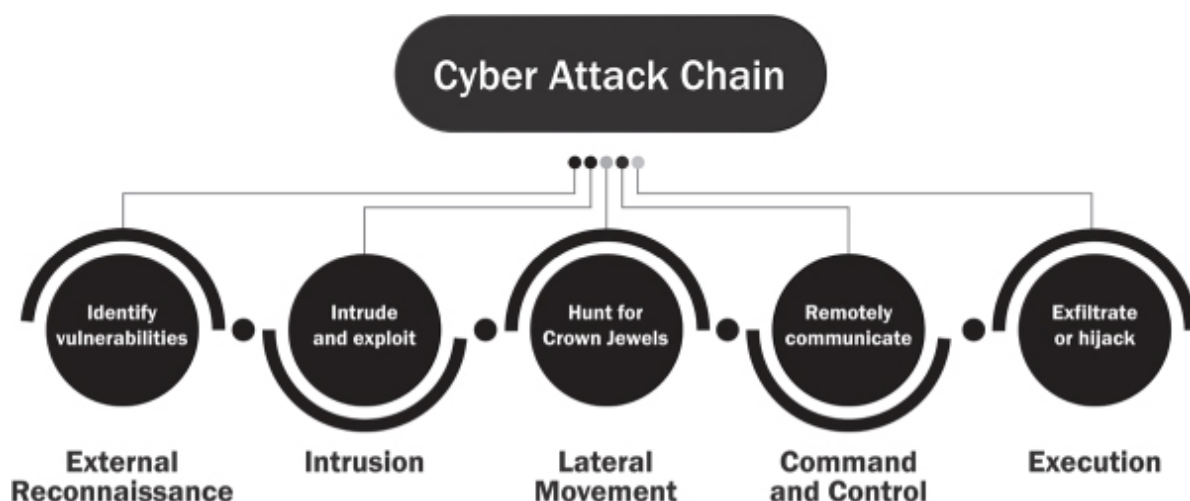 Cyber Attack Chain
Identify
vulnerabilities
Intrude
and exploit
Hunt for
Crown Jewels
Remotely
communicate
Exfiltrate
or hijack
External
Reconnaissance
Intrusion
Lateral
Movement
Command
and Control
Execution